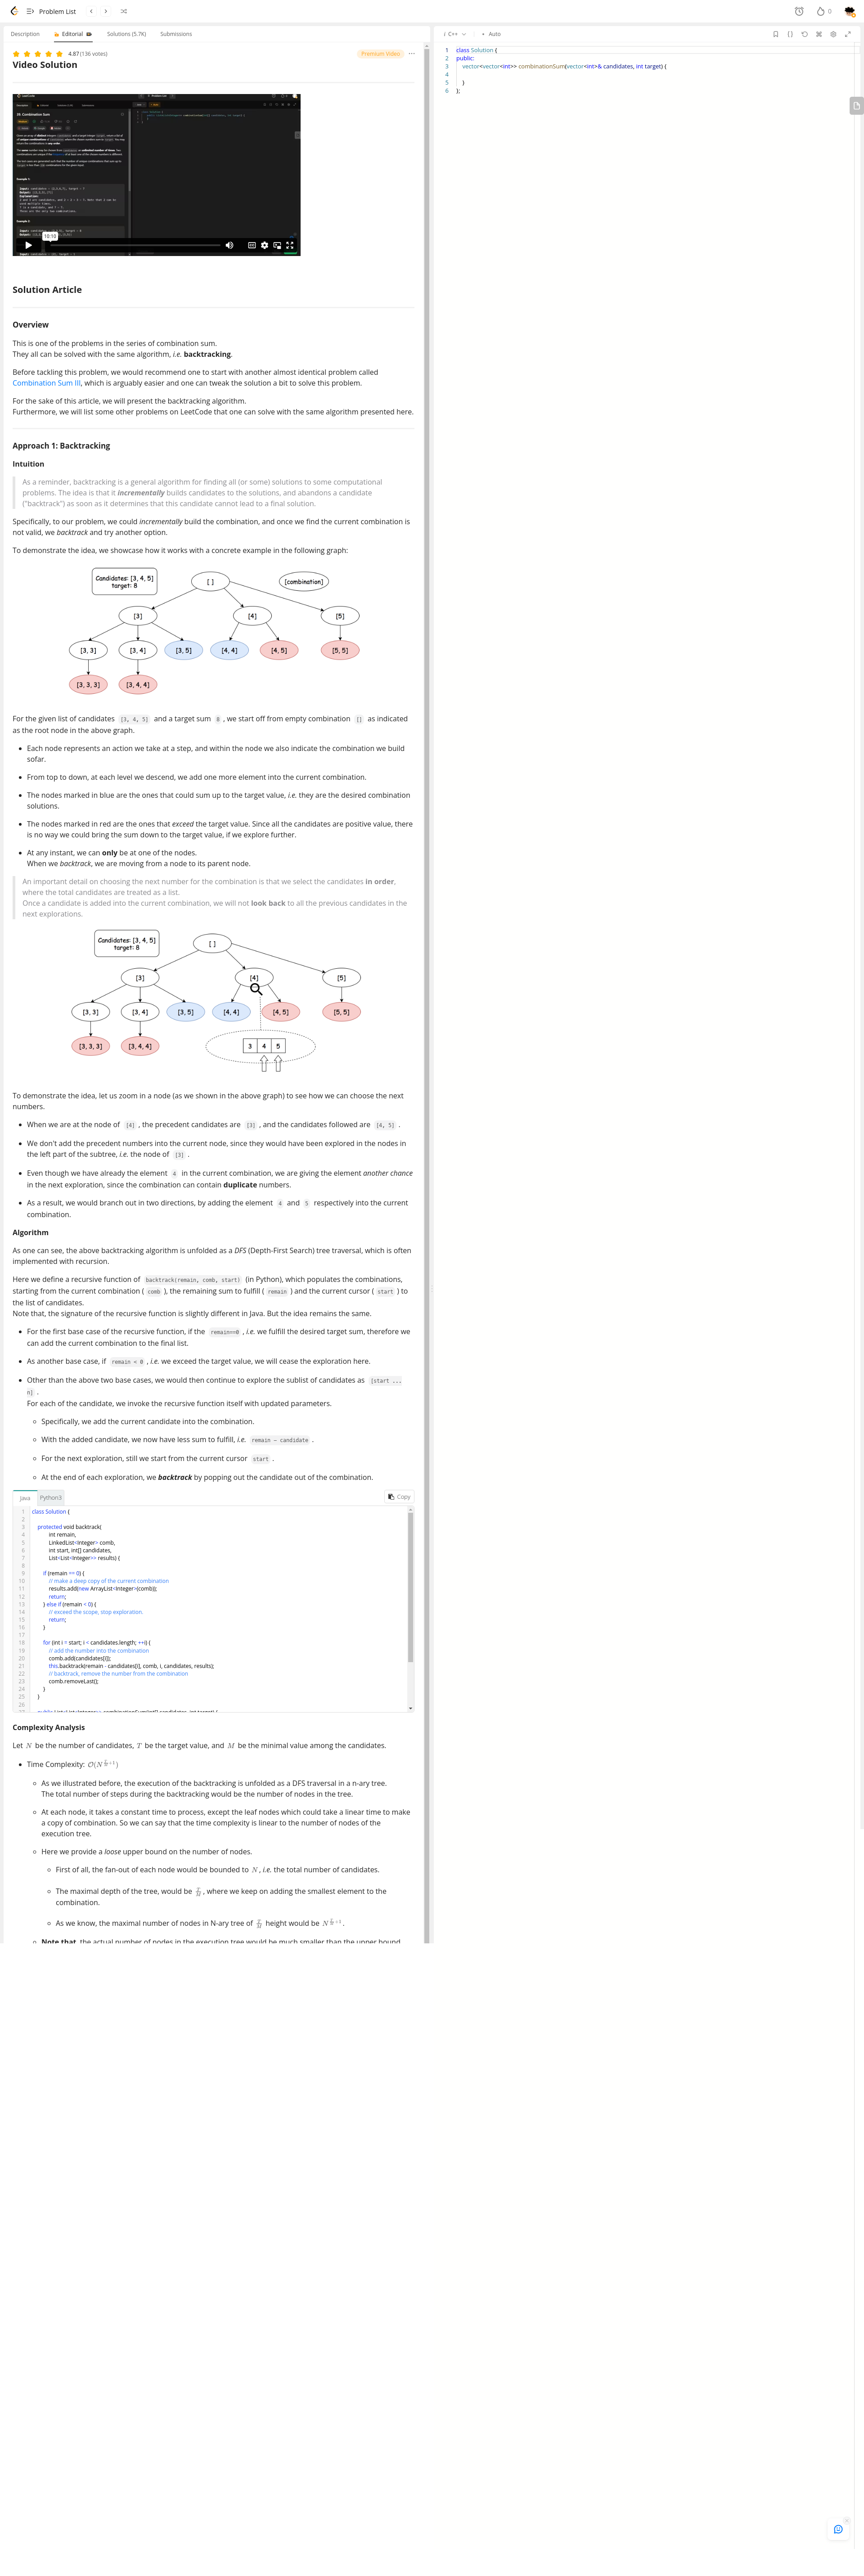 Problem List
0
Description
Editorial
Solutions (5.7K)
Submissions
4.87 (136 votes)
Premium Video
Video Solution
10:10
Solution Article
Overview
This is one of the problems in the series of combination sum.
They all can be solved with the same algorithm, i.e. backtracking.
Before tackling this problem, we would recommend one to start with another almost identical problem called
Combination Sum III, which is arguably easier and one can tweak the solution a bit to solve this problem.
For the sake of this article, we will present the backtracking algorithm.
Furthermore, we will list some other problems on LeetCode that one can solve with the same algorithm presented here.
Approach 1: Backtracking
Intuition
As a reminder, backtracking is a general algorithm for finding all (or some) solutions to some computational
problems. The idea is that it incrementally builds candidates to the solutions, and abandons a candidate
("backtrack") as soon as it determines that this candidate cannot lead to a final solution.
Specifically, to our problem, we could incrementally build the combination, and once we find the current combination is
not valid, we backtrack and try another option.
To demonstrate the idea, we showcase how it works with a concrete example in the following graph:
Candidates: [3, 4, 5]
target: 8
[ ]
[combination]
[3]
[4]
[5]
[3, 3]
[3, 4]
[3, 5]
[4, 4]
[4, 5]
[5, 5]
[3, 3, 3]
[3, 4, 4]
For the given list of candidates [3, 4, 5] and a target sum 8 , we start off from empty combination [] as indicated
as the root node in the above graph.
• Each node represents an action we take at a step, and within the node we also indicate the combination we build
sofar.
• From top to down, at each level we descend, we add one more element into the current combination.
• The nodes marked in blue are the ones that could sum up to the target value, i.e. they are the desired combination
solutions.
• The nodes marked in red are the ones that exceed the target value. Since all the candidates are positive value, there
is no way we could bring the sum down to the target value, if we explore further.
• At any instant, we can only be at one of the nodes.
When we backtrack, we are moving from a node to its parent node.
An important detail on choosing the next number for the combination is that we select the candidates in order,
where the total candidates are treated as a list.
Once a candidate is added into the current combination, we will not look back to all the previous candidates in the
next explorations.
Candidates: [3, 4, 5]
target: 8
[ ]
[3]
[4]
[5]
[3, 3]
[3, 4]
[3, 5]
[4, 4]
[4, 5]
[5, 5]
[3, 3, 3]
[3, 4, 4]
3 4 5
To demonstrate the idea, let us zoom in a node (as we shown in the above graph) to see how we can choose the next
numbers.
• When we are at the node of [4] , the precedent candidates are [3] , and the candidates followed are [4, 5] .
• We don't add the precedent numbers into the current node, since they would have been explored in the nodes in
the left part of the subtree, i.e. the node of [3] .
• Even though we have already the element 4 in the current combination, we are giving the element another chance
in the next exploration, since the combination can contain duplicate numbers.
• As a result, we would branch out in two directions, by adding the element 4 and 5 respectively into the current
combination.
Algorithm
As one can see, the above backtracking algorithm is unfolded as a DFS (Depth-First Search) tree traversal, which is often
implemented with recursion.
Here we define a recursive function of backtrack(remain, comb, start) (in Python), which populates the combinations,
starting from the current combination ( comb ), the remaining sum to fulfill ( remain ) and the current cursor ( start ) to
the list of candidates.
Note that, the signature of the recursive function is slightly different in Java. But the idea remains the same.
• For the first base case of the recursive function, if the remain==0 , i.e. we fulfill the desired target sum, therefore we
can add the current combination to the final list.
• As another base case, if remain < 0 , i.e. we exceed the target value, we will cease the exploration here.
• Other than the above two base cases, we would then continue to explore the sublist of candidates as [start ...
n] .
For each of the candidate, we invoke the recursive function itself with updated parameters.
◦ Specifically, we add the current candidate into the combination.
◦ With the added candidate, we now have less sum to fulfill, i.e. remain - candidate .
◦ For the next exploration, still we start from the current cursor start .
◦ At the end of each exploration, we backtrack by popping out the candidate out of the combination.
Java
Python3
Copy
1 class Solution {
2
3 protected void backtrack(
4 int remain,
5 LinkedList<Integer> comb,
6 int start, int[] candidates,
7 List<List<Integer>> results) {
8
9 if (remain == 0) {
10 // make a deep copy of the current combination
11 results.add(new ArrayList<Integer>(comb));
12 return;
13 } else if (remain < 0) {
14 // exceed the scope, stop exploration.
15 return;
16 }
17
18 for (int i = start; i < candidates.length; ++i) {
19 // add the number into the combination
20 comb.add(candidates[i]);
21 this.backtrack(remain - candidates[i], comb, i, candidates, results);
22 // backtrack, remove the number from the combination
23 comb.removeLast();
24 }
25 }
26
Complexity Analysis
Let N be the number of candidates, T be the target value, and M be the minimal value among the candidates.
• Time Complexity: O(N^{T/M+1})
◦ As we illustrated before, the execution of the backtracking is unfolded as a DFS traversal in a n-ary tree.
The total number of steps during the backtracking would be the number of nodes in the tree.
◦ At each node, it takes a constant time to process, except the leaf nodes which could take a linear time to make
a copy of combination. So we can say that the time complexity is linear to the number of nodes of the
execution tree.
◦ Here we provide a loose upper bound on the number of nodes.
◦ First of all, the fan-out of each node would be bounded to N, i.e. the total number of candidates.
◦ The maximal depth of the tree, would be T/M, where we keep on adding the smallest element to the
combination.
◦ As we know, the maximal number of nodes in N-ary tree of T/M height would be N^{T/M+1}.
◦ Note that, the actual number of nodes in the execution tree would be much smaller than the upper bound
i C++
Auto
1 class Solution {
2 public:
3 vector<vector<int>> combinationSum(vector<int>& candidates, int target) {
4
5 }
6 };